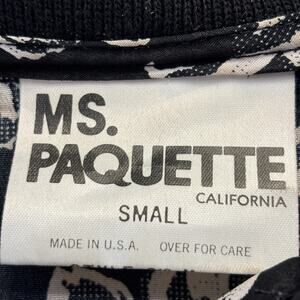 MS.
PAQUETTE
CALIFORNIA
SMALL
MADE IN U.S.A. OVER FOR CARE